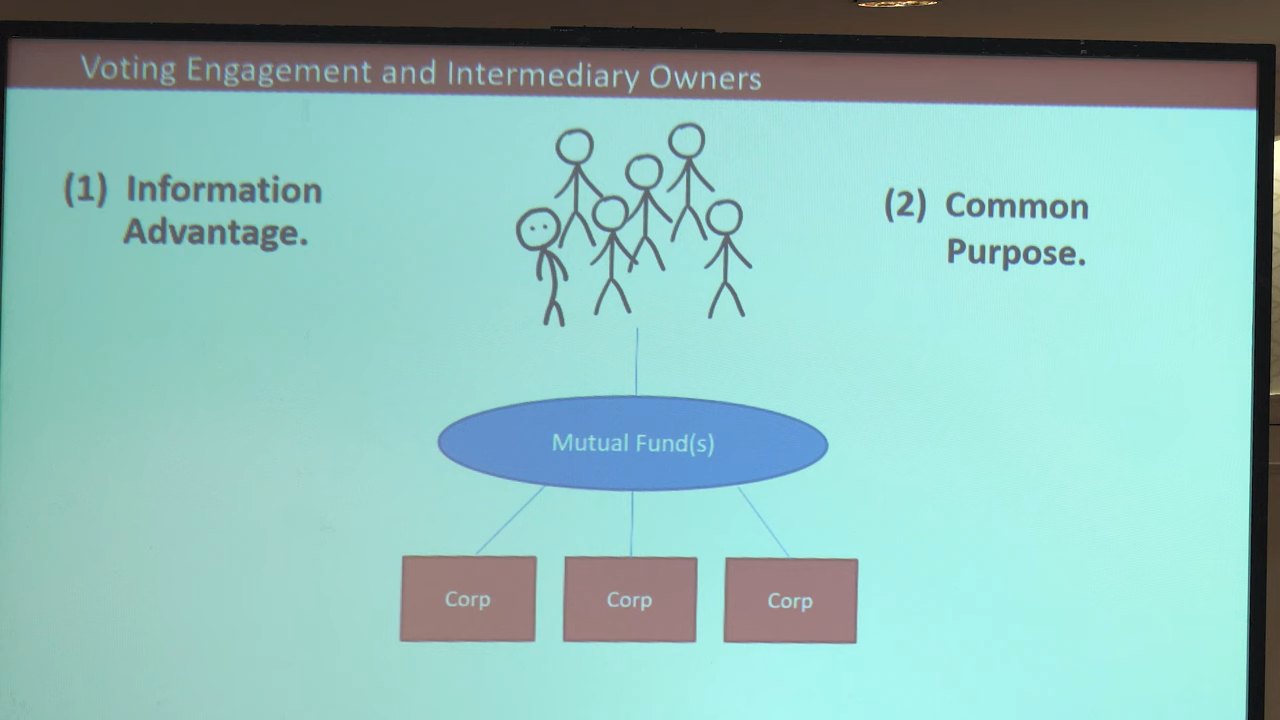 Voting Engagement and Intermediary Owners
(1) Information
Advantage.
(2) Common
Purpose.
Mutual Fund(s)
Corp
Corp
Corp